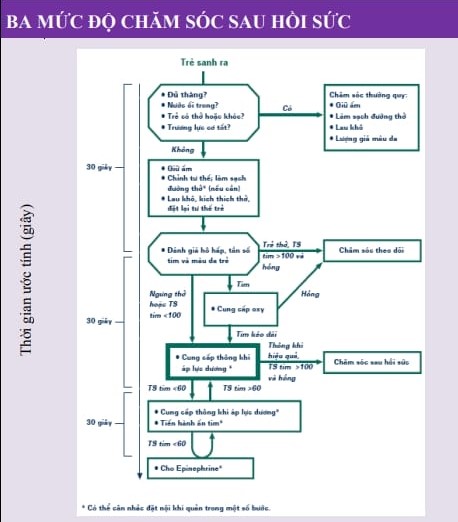 BA MỨC ĐỘ CHĂM SÓC SAU HỒI SỨC
Trẻ sanh ra
• Đủ tháng?
• Nước ối trong?
• Trẻ có thở hoặc khóc?
• Trương lực cơ tốt?
Có
Chăm sóc thường quy:
• Giữ ấm
• Làm sạch đường thở
• Lau khô
• Lượng giá màu da
Không
30 giây
• Giữ ấm
• Chỉnh tư thế; làm sạch
đường thở* (nếu cần)
• Lau khô, kích thích thở,
đặt lại tư thế trẻ
• Đánh giá hô hấp, tần số
tim và màu da trẻ
Trẻ thở, TS
tim >100 và
hồng
Chăm sóc theo dõi
Tím
Ngưng thở
hoặc TS
tim <100
• Cung cấp oxy
Hồng
30 giây
Tím kéo dài
• Cung cấp thông khí
áp lực dương *
Thông khí
hiệu quả,
TS tim >100
và hồng
Chăm sóc sau hồi sức
TS tim <60
TS tim >60
30 giây
• Cung cấp thông khí áp lực dương*
• Tiến hành ấn tim*
TS tim <60
• Cho Epinephrine*
* Có thể cân nhắc đặt nội khí quản trong một số bước.
Thời gian ước tính (giây)